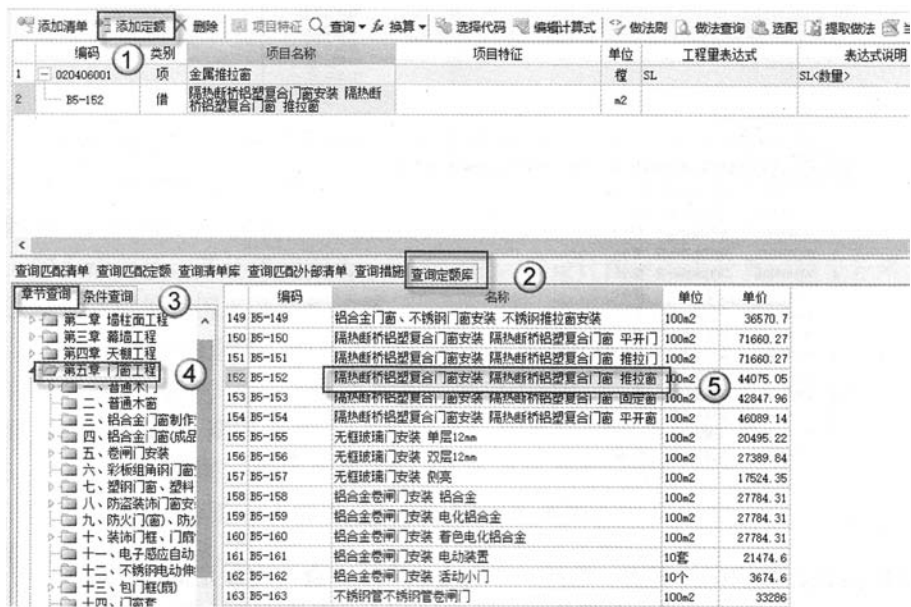 添加清单 添加定额 删除 项目特征 查询 换算 选择代码 编辑计算式 做法刷 做法查询 选配 提取做法 当
①
编码 类别 项目名称 项目特征 单位 工程量表达式 表达式说明
1 020406001 项 金属推拉窗 樘 SL SL<数量>
2 B5-152 借 隔热断桥铝塑复合门窗安装 隔热断桥铝塑复合门窗 推拉窗 m2
查询匹配清单 查询匹配定额 查询清单库 查询匹配外部清单 查询措施 查询定额库
②
章节查询 条件查询
③
第二章 墙柱面工程
第三章 幕墙工程
第四章 天棚工程
第五章 门窗工程
④
一、普通木门
二、普通木窗
三、铝合金门窗制作
四、铝合金门窗(成品
五、卷闸门安装
六、彩板组角钢门窗
七、塑钢门窗、塑料
八、防盗装饰门窗安
九、防火门(窗)、防火
十、装饰门框、门扇
十一、电子感应自动
十二、不锈钢电动伸
十三、包门框(扇)
十四、门窗套
编码 名称 单位 单价
149 B5-149 铝合金门窗、不锈钢门窗安装 不锈钢推拉窗安装 100m2 36570.7
150 B5-150 隔热断桥铝塑复合门窗安装 隔热断桥铝塑复合门窗 平开门 100m2 71660.27
151 B5-151 隔热断桥铝塑复合门窗安装 隔热断桥铝塑复合门窗 推拉门 100m2 71660.27
152 B5-152 隔热断桥铝塑复合门窗安装 隔热断桥铝塑复合门窗 推拉窗 100m2 44075.05
⑤
153 B5-153 隔热断桥铝塑复合门窗安装 隔热断桥铝塑复合门窗 固定窗 100m2 42847.96
154 B5-154 隔热断桥铝塑复合门窗安装 隔热断桥铝塑复合门窗 平开窗 100m2 46089.14
155 B5-155 无框玻璃门安装 单层12mm 100m2 20495.22
156 B5-156 无框玻璃门安装 双层12mm 100m2 27389.84
157 B5-157 无框玻璃门安装 侧亮 100m2 17524.35
158 B5-158 铝合金卷闸门安装 铝合金 100m2 27784.31
159 B5-159 铝合金卷闸门安装 电化铝合金 100m2 27784.31
160 B5-160 铝合金卷闸门安装 着色电化铝合金 100m2 27784.31
161 B5-161 铝合金卷闸门安装 电动装置 10套 21474.6
162 B5-162 铝合金卷闸门安装 活动小门 10个 3674.6
163 B5-163 不锈钢管不锈钢管卷闸门 100m2 33286